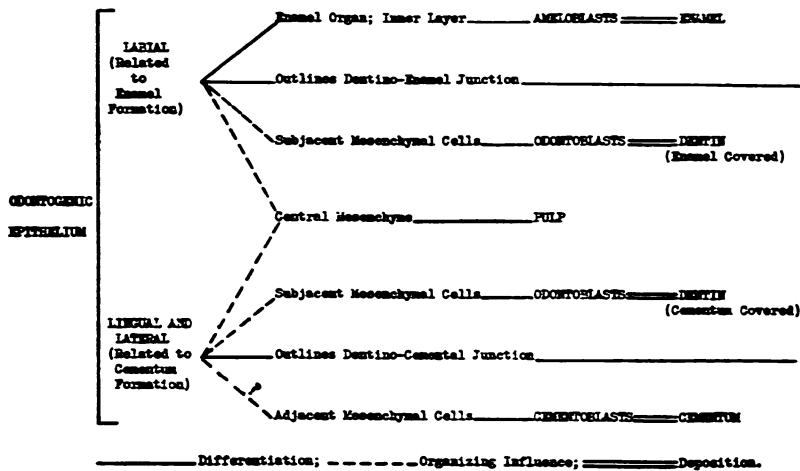 Enamel Organ; Inner Layer AMELOBLASTS ENAMEL
LABIAL
(Related
to
Enamel
Formation)
Outlines Dentino-Enamel Junction
Subjacent Mesenchymal Cells ODONTOBLASTS DENTIN
(Enamel Covered)
ODONTOGENIC
EPITHELIUM
Central Mesenchyme PULP
Subjacent Mesenchymal Cells ODONTOBLASTS DENTIN
(Cementum Covered)
LINGUAL AND
LATERAL
(Related to
Cementum
Formation)
Outlines Dentino-Cemental Junction
?
Adjacent Mesenchymal Cells CEMENTOBLASTS CEMENTUM
Differentiation; Organizing Influence; Deposition.